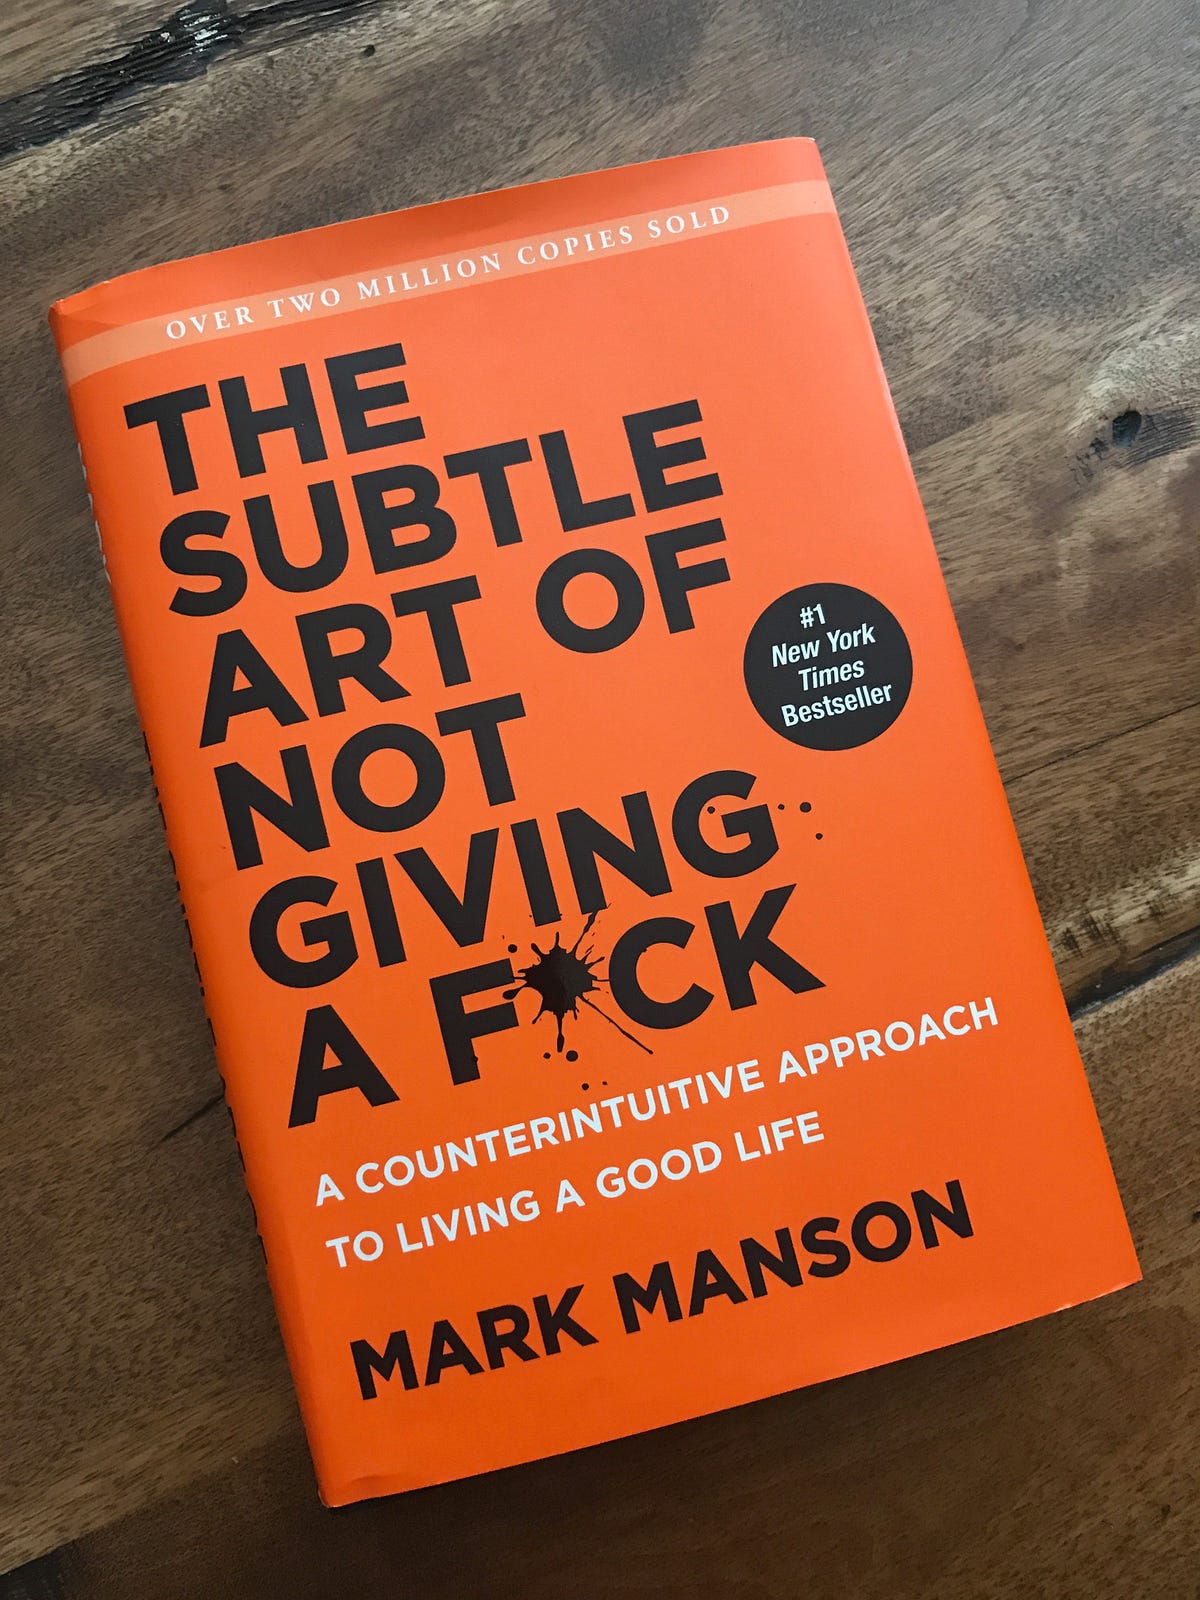 OVER TWO MILLION COPIES SOLD
THE
SUBTLE
ART OF
NOT
GIVING
A F*CK
#1
New York
Times
Bestseller
A COUNTERINTUITIVE APPROACH
TO LIVING A GOOD LIFE
MARK MANSON